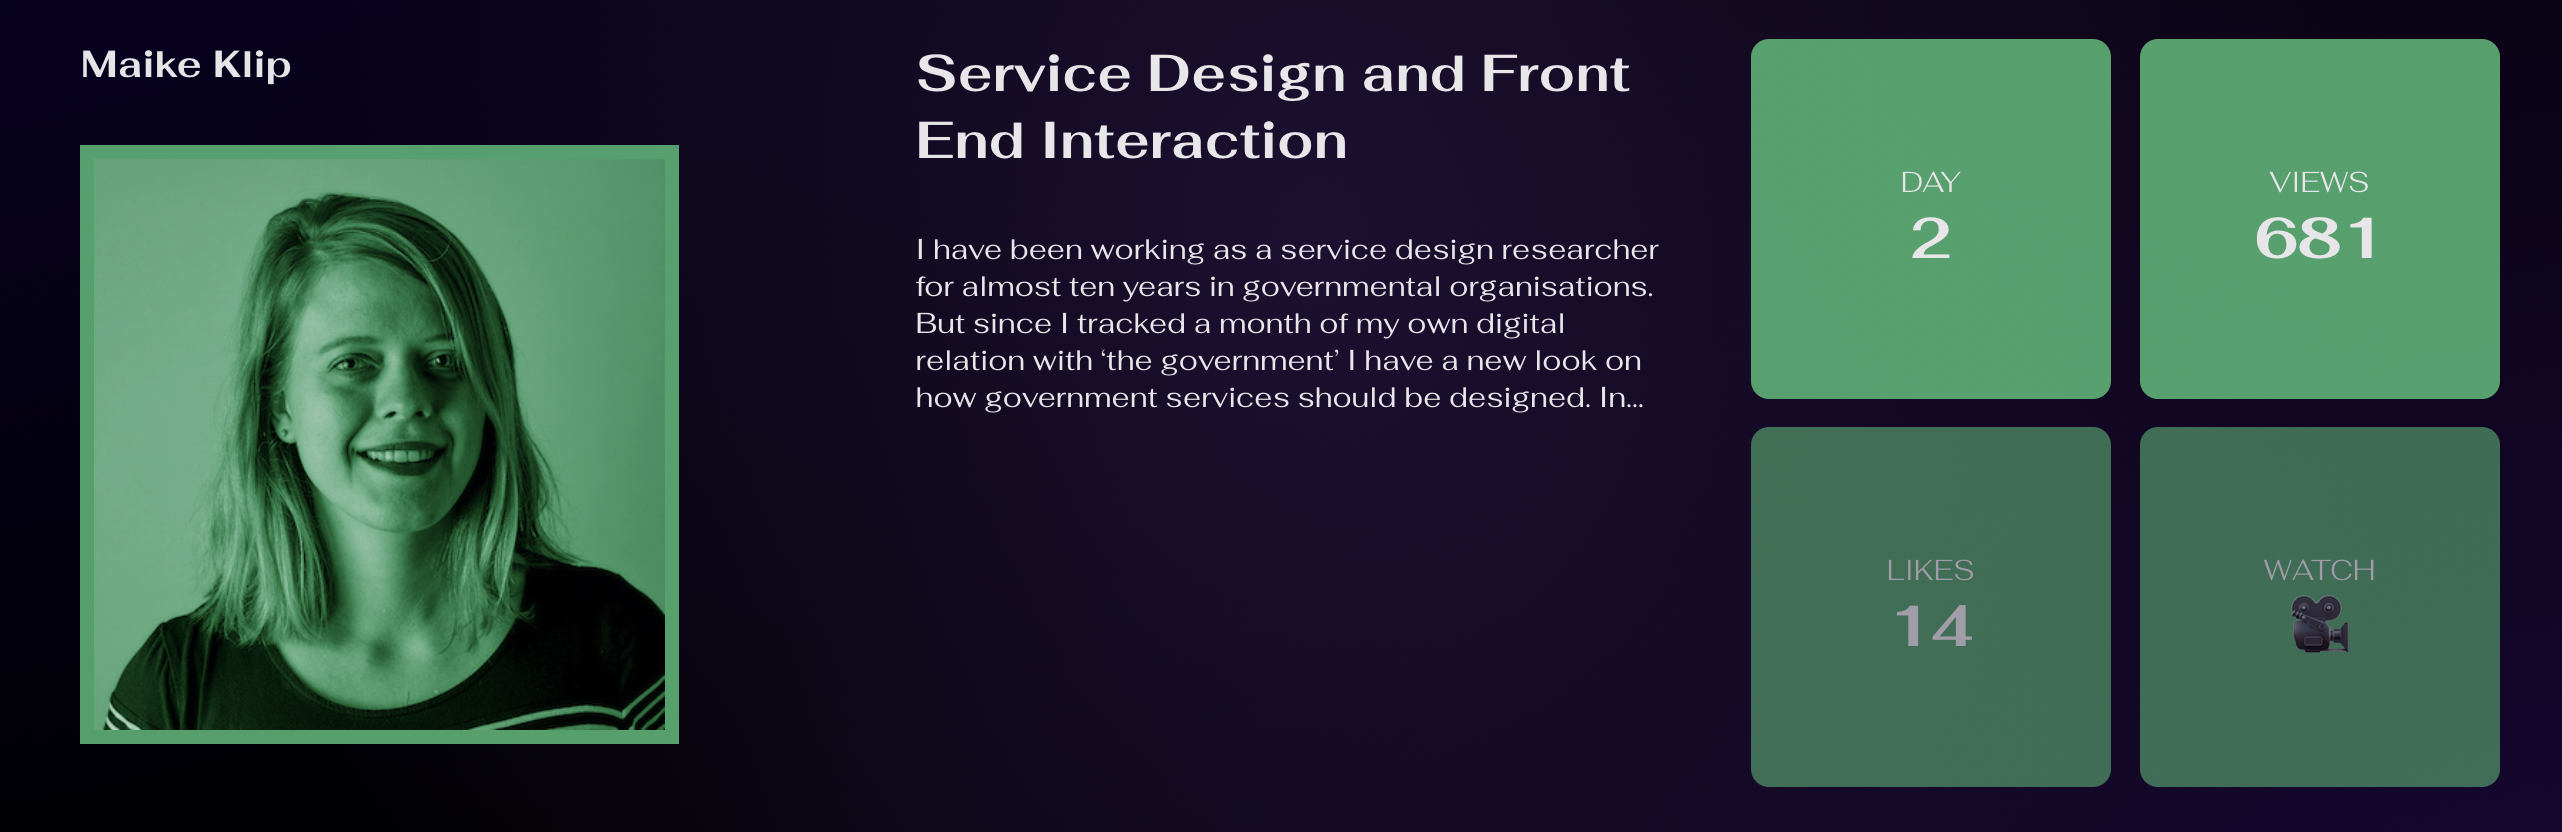 Maike Klip
Service Design and Front
End Interaction
I have been working as a service design researcher
for almost ten years in governmental organisations.
But since I tracked a month of my own digital
relation with ‘the government’ I have a new look on
how government services should be designed. In...
DAY
2
VIEWS
681
LIKES
14
WATCH